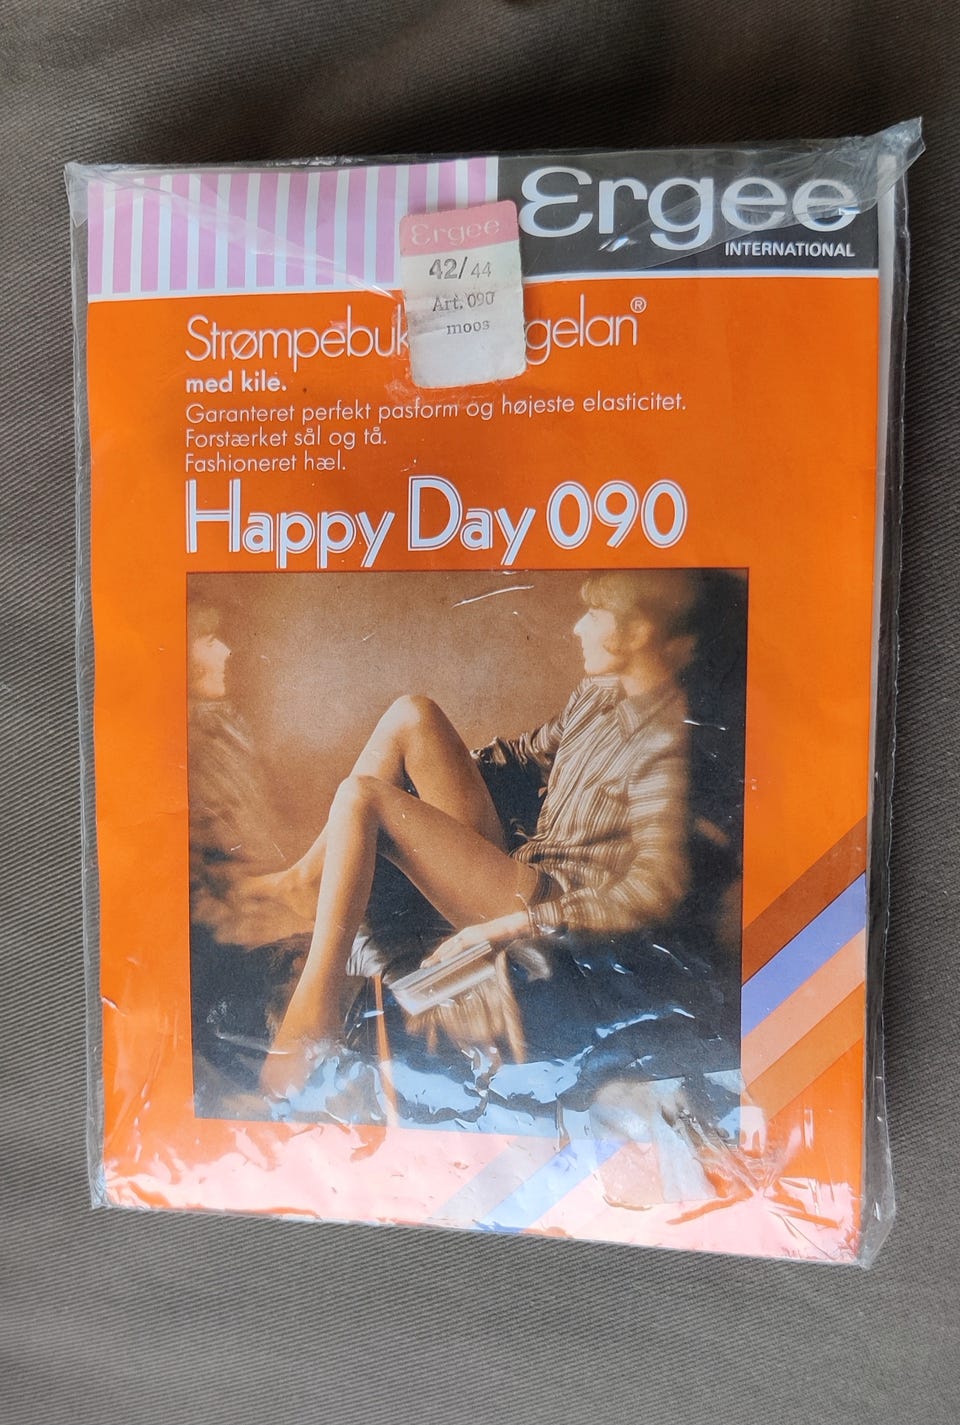 Ergee
INTERNATIONAL
Ergee
42/44
Art. 090
moos
Strømpebuk gelan®
med kile.
Garanteret perfekt pasform og højeste elasticitet.
Forstærket sål og tå.
Fashioneret hæl.
Happy Day 090